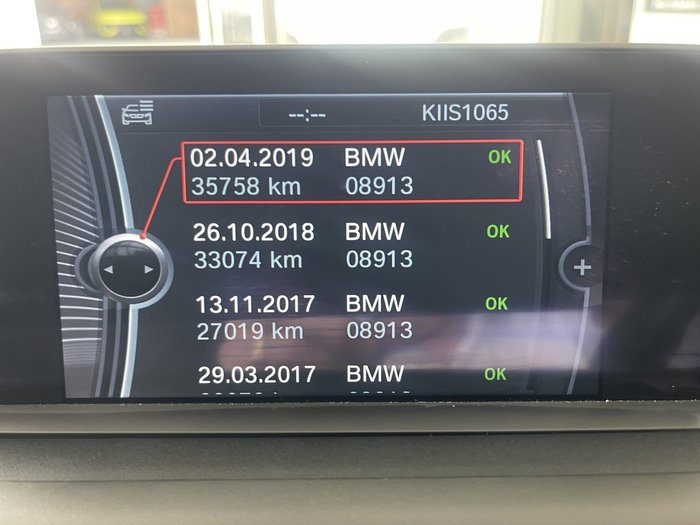 --:-- KIIS1065
02.04.2019 BMW OK
35758 km 08913
26.10.2018 BMW OK
33074 km 08913
13.11.2017 BMW OK
27019 km 08913
29.03.2017 BMW OK